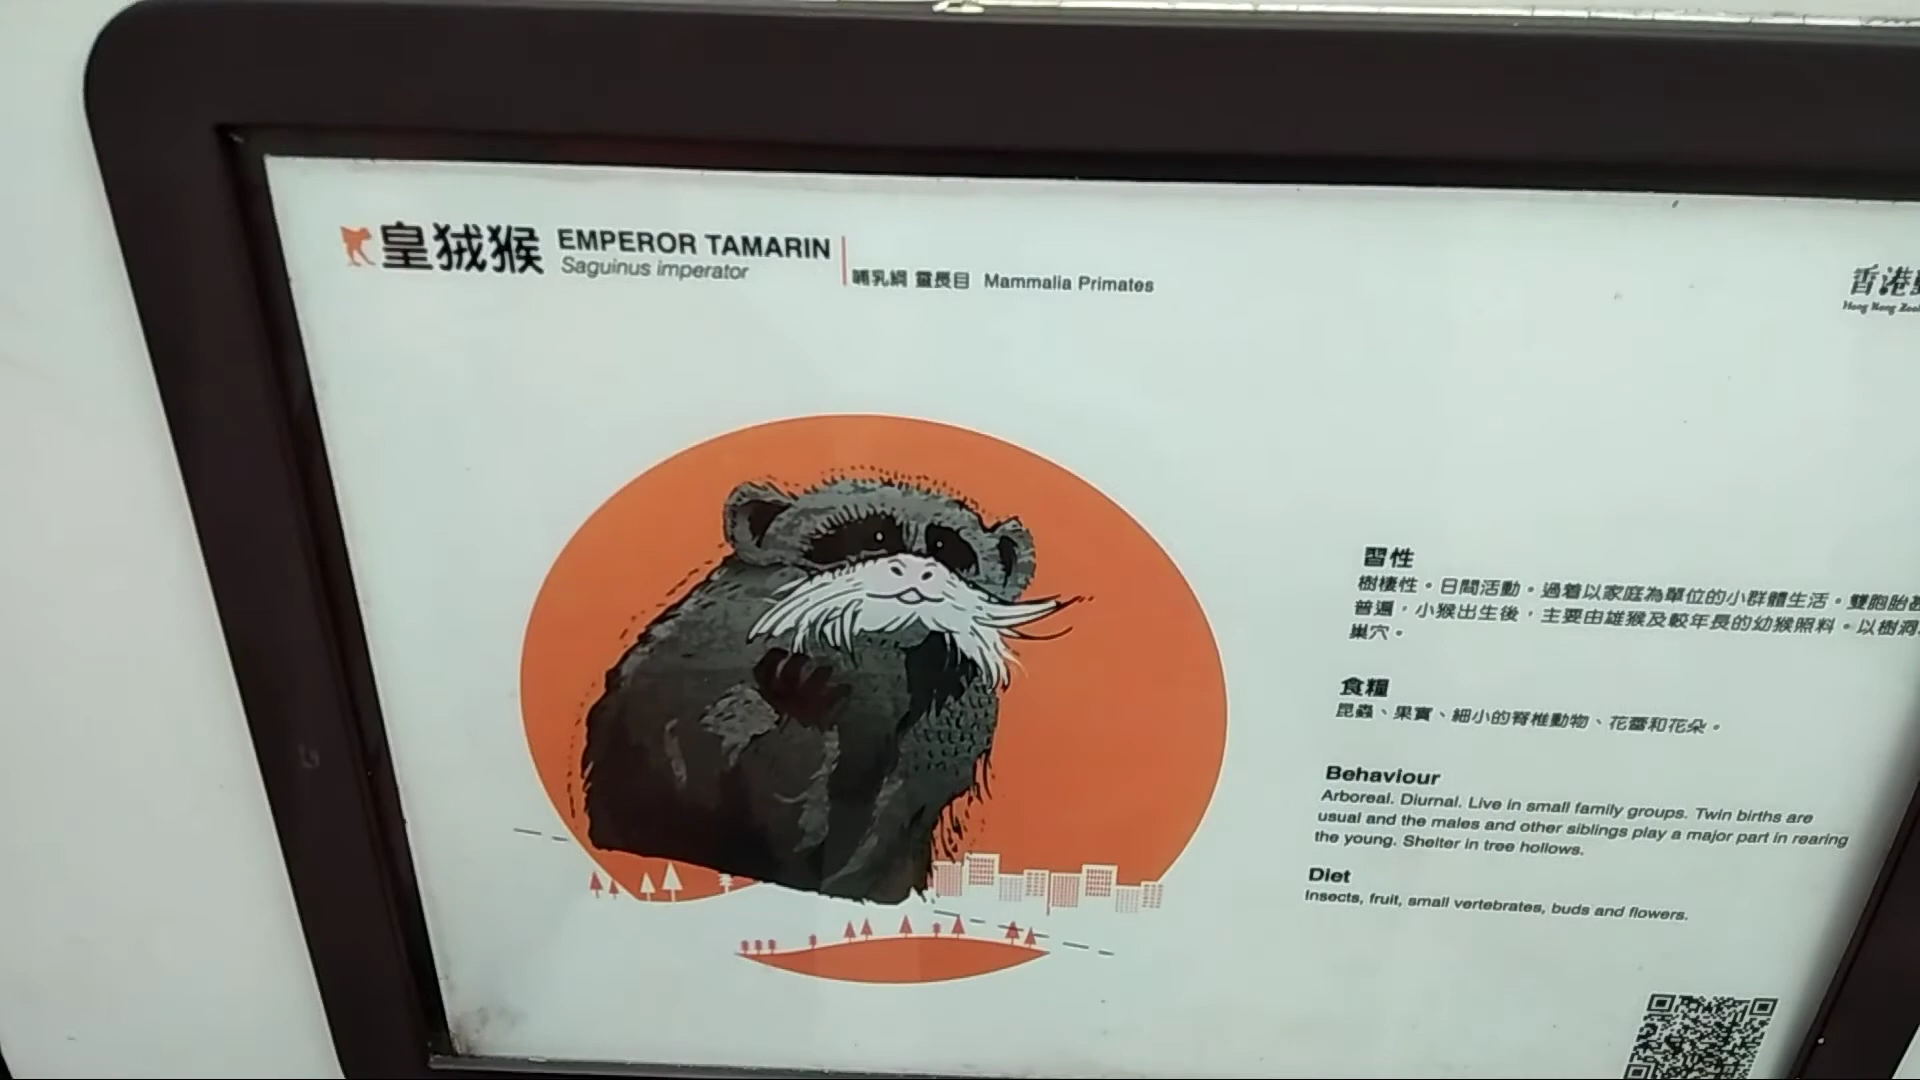 皇狨猴 EMPEROR TAMARIN
Saguinus imperator
哺乳綱 靈長目 Mammalia Primates
香港
Hong Kong
習性
樹棲性。日間活動。過着以家庭為單位的小群體生活。雙胞胎甚
普遍，小猴出生後，主要由雄猴及較年長的幼猴照料。以樹洞
巢穴。
食糧
昆蟲、果實、細小的脊椎動物、花蕾和花朵。
Behaviour
Arboreal. Diurnal. Live in small family groups. Twin births are
usual and the males and other siblings play a major part in rearing
the young. Shelter in tree hollows.
Diet
Insects, fruit, small vertebrates, buds and flowers.